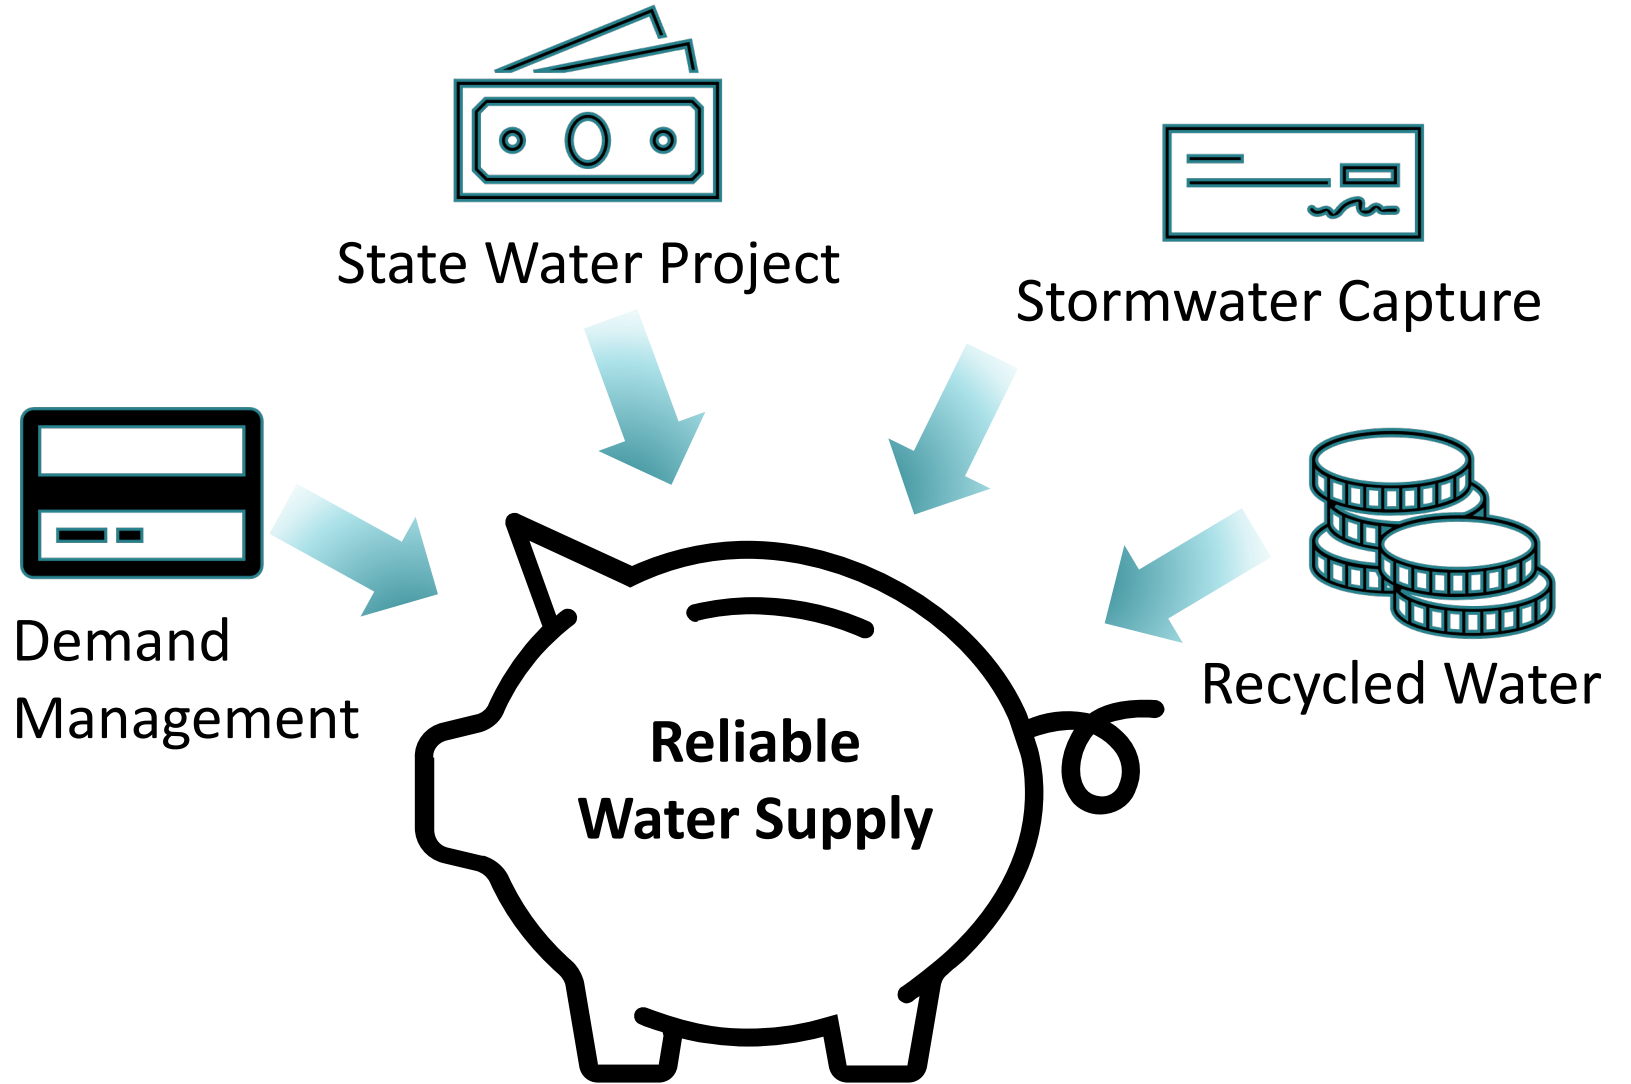 State Water Project
Stormwater Capture
Demand
Management
Recycled Water
Reliable
Water Supply